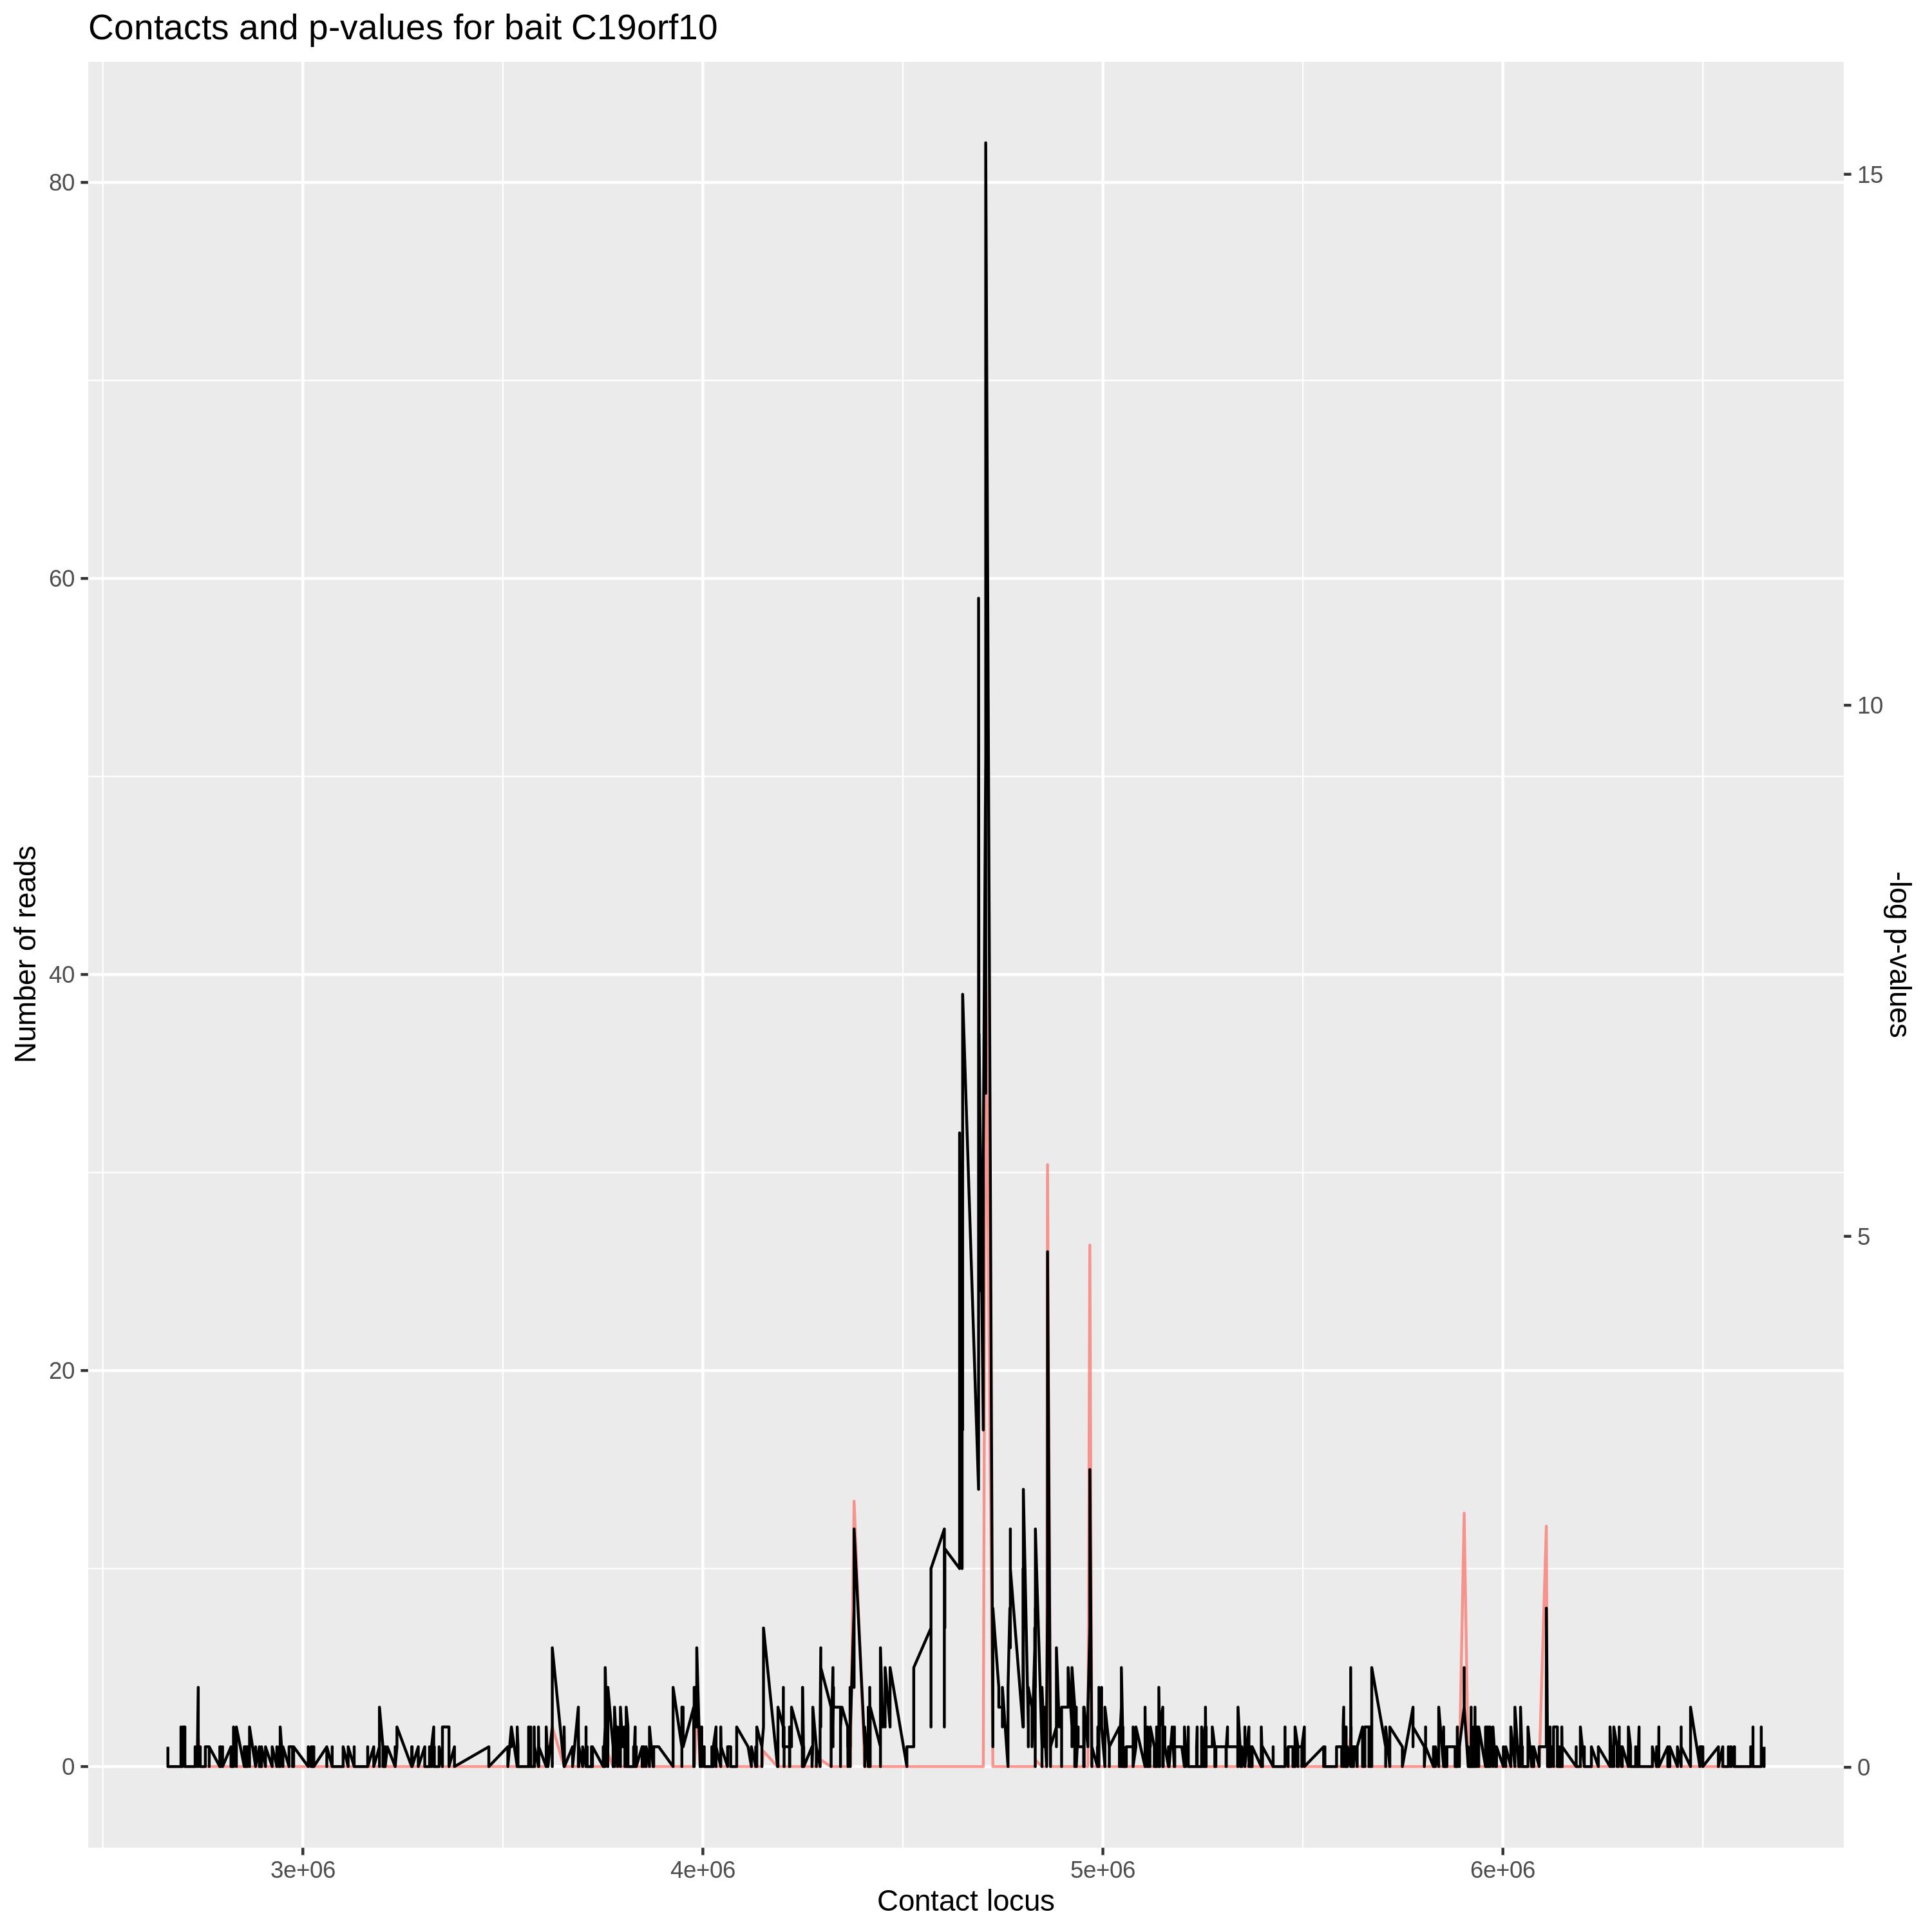 Contacts and p-values for bait C19orf10
80
60
40
20
0
Number of reads
15
10
5
0
-log p-values
3e+06
4e+06
5e+06
6e+06
Contact locus